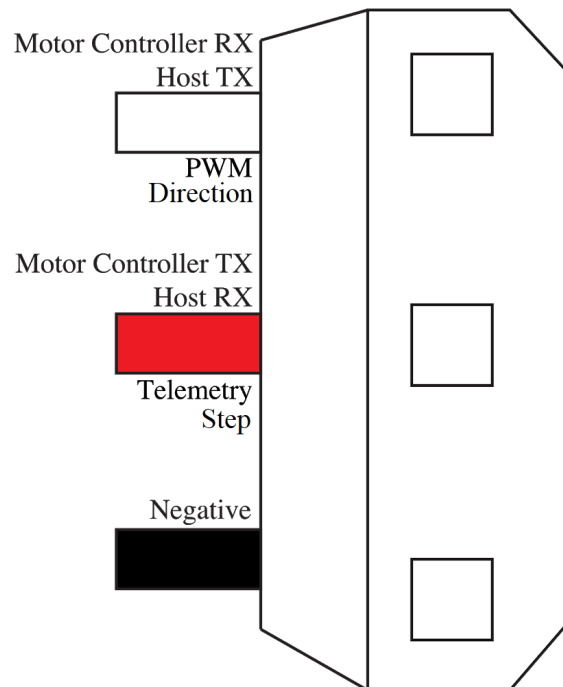 Motor Controller RX
Host TX
PWM
Direction
Motor Controller TX
Host RX
Telemetry
Step
Negative